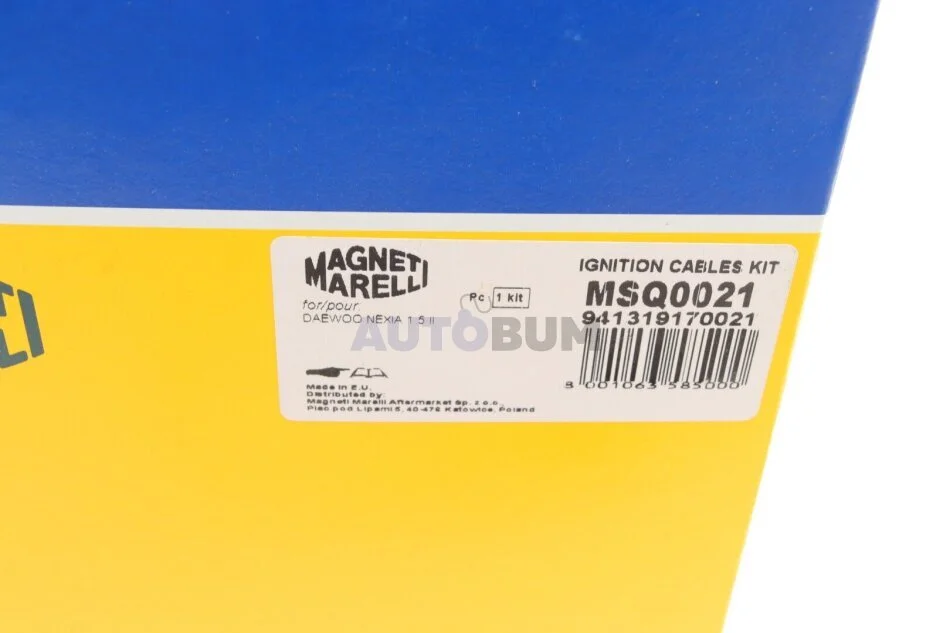 MAGNETI
MARELLI
for/pour
DAEWOO NEXIA 1.5 II
Pc 1 kit
IGNITION CABLES KIT
MSQ0021
941319170021
8 001063 585000
AUTOBUM
Made in E.U.
Distributed by:
Magneti Marelli Aftermarket Sp. z o.o.,
Plac pod Lipami 5, 40-476 Katowice, Poland